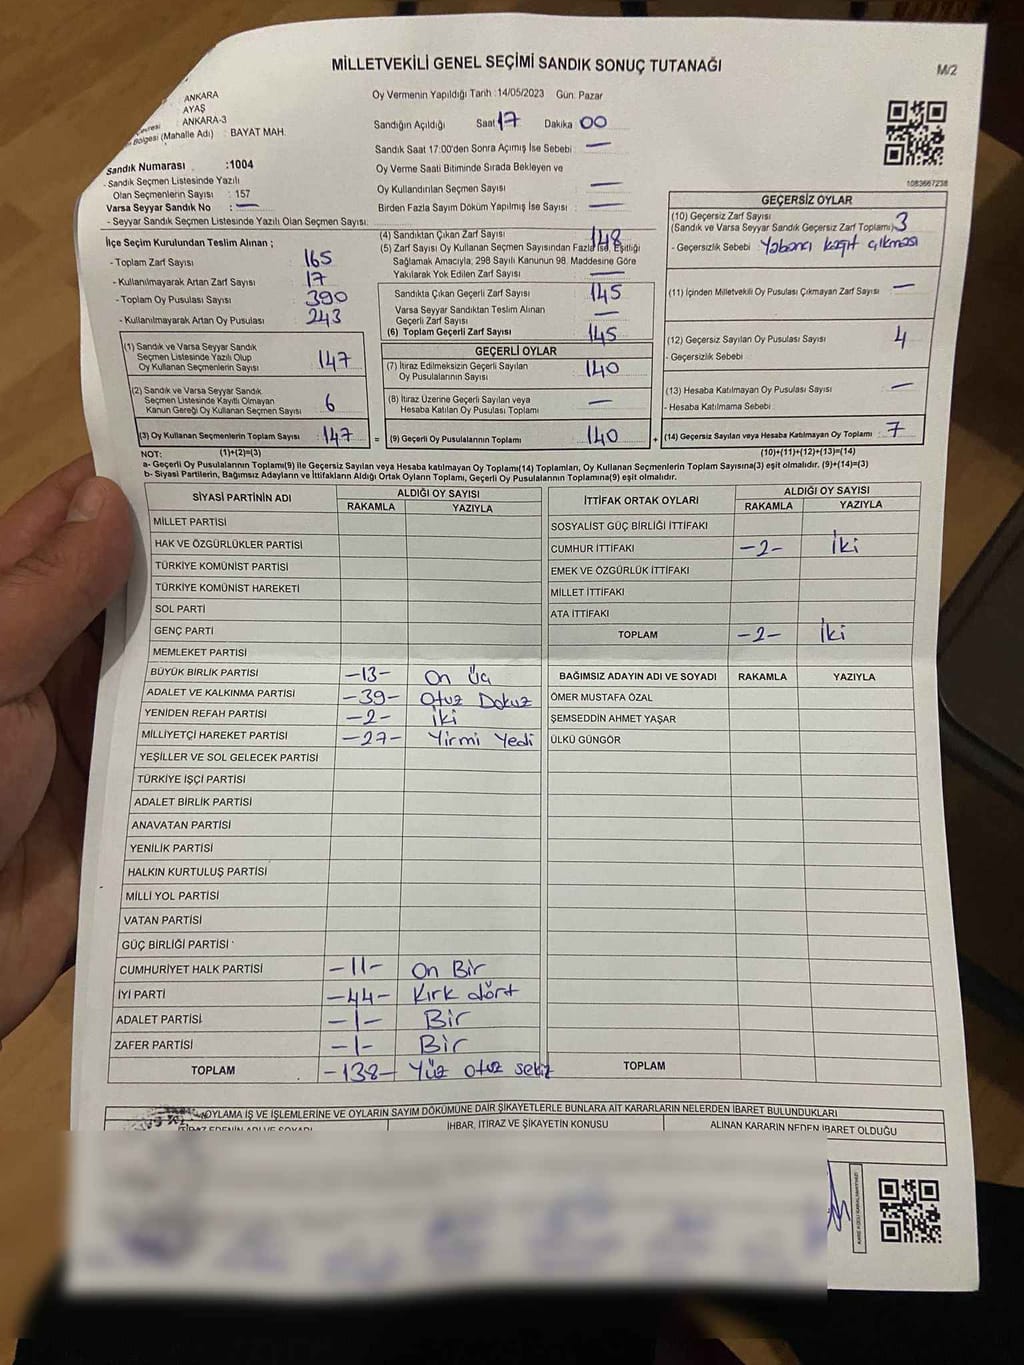 MİLLETVEKİLİ GENEL SEÇİMİ SANDIK SONUÇ TUTANAĞI
M/2
ANKARA
AYAŞ
ANKARA-3
Bölgesi (Mahalle Adı) : BAYAT MAH.
Sandık Numarası :1004
- Sandık Seçmen Listesinde Yazılı
Olan Seçmenlerin Sayısı : 157
Varsa Seyyar Sandık No : —
- Seyyar Sandık Seçmen Listesinde Yazılı Olan Seçmen Sayısı:
Oy Vermenin Yapıldığı Tarih :14/05/2023 Gün: Pazar
Sandığın Açıldığı Saat 17 Dakika 00
Sandık Saat 17:00'den Sonra Açımış İse Sebebi : —
Oy Verme Saati Bitiminde Sırada Bekleyen ve
Oy Kullandırılan Seçmen Sayısı —
Birden Fazla Sayım Döküm Yapılmış İse Sayısı : —
1083667238
İlçe Seçim Kurulundan Teslim Alınan ;
- Toplam Zarf Sayısı : 165
- Kullanılmayarak Artan Zarf Sayısı : 17
- Toplam Oy Pusulası Sayısı : 390
- Kullanılmayarak Artan Oy Pusulası : 243
(1) Sandık ve Varsa Seyyar Sandık
Seçmen Listesinde Yazılı Olup
Oy Kullanan Seçmenlerin Sayısı : 147
(2) Sandık ve Varsa Seyyar Sandık
Seçmen Listesinde Kayıtlı Olmayan
Kanun Gereği Oy Kullanan Seçmen Sayısı : 6
(3) Oy Kullanan Seçmenlerin Toplam Sayısı : 147 =
(4) Sandıktan Çıkan Zarf Sayısı : 148
(5) Zarf Sayısı Oy Kullanan Seçmen Sayısından Fazla İse, Eşitliği
Sağlamak Amacıyla, 298 Sayılı Kanunun 98. Maddesine Göre
Yakılarak Yok Edilen Zarf Sayısı : —
Sandıkta Çıkan Geçerli Zarf Sayısı : 145
Varsa Seyyar Sandıktan Teslim Alınan
Geçerli Zarf Sayısı : —
(6) Toplam Geçerli Zarf Sayısı : 145
GEÇERLİ OYLAR
(7) İtiraz Edilmeksizin Geçerli Sayılan
Oy Pusulalarının Sayısı : 140
(8) İtiraz Üzerine Geçerli Sayılan veya
Hesaba Katılan Oy Pusulası Toplamı : —
(9) Geçerli Oy Pusulalarının Toplamı : 140 +
GEÇERSİZ OYLAR
(10) Geçersiz Zarf Sayısı
(Sandık ve Varsa Seyyar Sandık Geçersiz Zarf Toplamı) 3
- Geçersizlik Sebebi : Yabancı kağıt çıkması
(11) İçinden Milletvekili Oy Pusulası Çıkmayan Zarf Sayısı : —
(12) Geçersiz Sayılan Oy Pusulası Sayısı : 4
- Geçersizlik Sebebi :
(13) Hesaba Katılmayan Oy Pusulası Sayısı : —
- Hesaba Katılmama Sebebi :
(14) Geçersiz Sayılan veya Hesaba Katılmayan Oy Toplamı : 7
NOT: (1)+(2)=(3) (10)+(11)+(12)+(13)=(14)
a- Geçerli Oy Pusulalarının Toplamı(9) ile Geçersiz Sayılan veya Hesaba katılmayan Oy Toplamı(14) Toplamları, Oy Kullanan Seçmenlerin Toplam Sayısına(3) eşit olmalıdır. (9)+(14)=(3)
b- Siyasi Partilerin, Bağımsız Adayların ve İttifakların Aldığı Ortak Oyların Toplamı, Geçerli Oy Pusulalarının Toplamına(9) eşit olmalıdır.
SİYASİ PARTİNİN ADI ALDIĞI OY SAYISI
RAKAMLA YAZIYLA
MİLLET PARTİSİ
HAK VE ÖZGÜRLÜKLER PARTİSİ
TÜRKİYE KOMÜNİST PARTİSİ
TÜRKİYE KOMÜNİST HAREKETİ
SOL PARTİ
GENÇ PARTİ
MEMLEKET PARTİSİ
BÜYÜK BİRLİK PARTİSİ -13- On Üç
ADALET VE KALKINMA PARTİSİ -39- Otuz Dokuz
YENİDEN REFAH PARTİSİ -2- İki
MİLLİYETÇİ HAREKET PARTİSİ -27- Yirmi Yedi
YEŞİLLER VE SOL GELECEK PARTİSİ
TÜRKİYE İŞÇİ PARTİSİ
ADALET BİRLİK PARTİSİ
ANAVATAN PARTİSİ
YENİLİK PARTİSİ
HALKIN KURTULUŞ PARTİSİ
MİLLİ YOL PARTİSİ
VATAN PARTİSİ
GÜÇ BİRLİĞİ PARTİSİ
CUMHURİYET HALK PARTİSİ -11- On Bir
İYİ PARTİ -44- Kırk dört
ADALET PARTİSİ -1- Bir
ZAFER PARTİSİ -1- Bir
TOPLAM -138- Yüz otuz sekiz
İTTİFAK ORTAK OYLARI ALDIĞI OY SAYISI
RAKAMLA YAZIYLA
SOSYALİST GÜÇ BİRLİĞİ İTTİFAKI
CUMHUR İTTİFAKI -2- İki
EMEK VE ÖZGÜRLÜK İTTİFAKI
MİLLET İTTİFAKI
ATA İTTİFAKI
TOPLAM -2- İki
BAĞIMSIZ ADAYIN ADI VE SOYADI RAKAMLA YAZIYLA
ÖMER MUSTAFA ÖZAL
ŞEMSEDDİN AHMET YAŞAR
ÜLKÜ GÜNGÖR
TOPLAM
OYLAMA İŞ VE İŞLEMLERİNE VE OYLARIN SAYIM DÖKÜMÜNE DAİR ŞİKAYETLERLE BUNLARA AİT KARARLARIN NELERDEN İBARET BULUNDUKLARI
İHBAR, İTİRAZ VE ŞİKAYETİN KONUSU ALINAN KARARIN NEDEN İBARET OLDUĞU